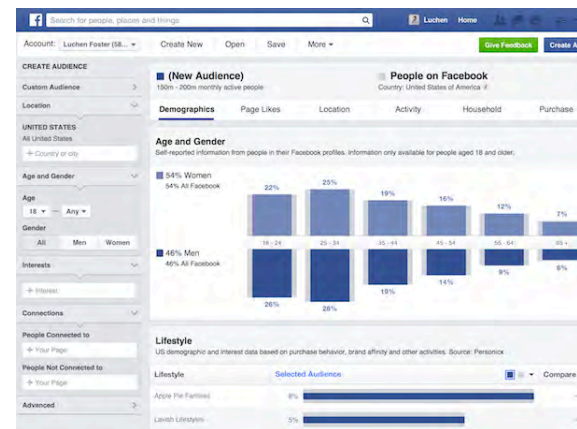 f
Search for people, places and things
Luchen
Home
Account:
Luchen Foster (58...
Create New
Open
Save
More
Give Feedback
Create A
CREATE AUDIENCE
Custom Audience
Location
UNITED STATES
All United States
+ Country or city
Age and Gender
Age
18 — Any
Gender
All Men Women
Interests
+ Interest
Connections
People Connected to
+ Your Page
People Not Connected to
+ Your Page
Advanced
(New Audience)
150m - 200m monthly active people
People on Facebook
Country: United States of America
Demographics
Page Likes
Location
Activity
Household
Purchase
Age and Gender
Self-reported information from people in their Facebook profiles. Information only available for people aged 18 and older.
54% Women
54% All Facebook
22% 25% 19% 16% 12% 7%
18 - 24 25 - 34 35 - 44 45 - 54 55 - 64 65 +
46% Men
46% All Facebook
26% 28% 19% 14% 9% 6%
Lifestyle
US demographic and interest data based on purchase behavior, brand affinity and other activities. Source: Personicx
Lifestyle
Selected Audience
Compare
Apple Pie Families
6%
Lavish Lifestyles
5%